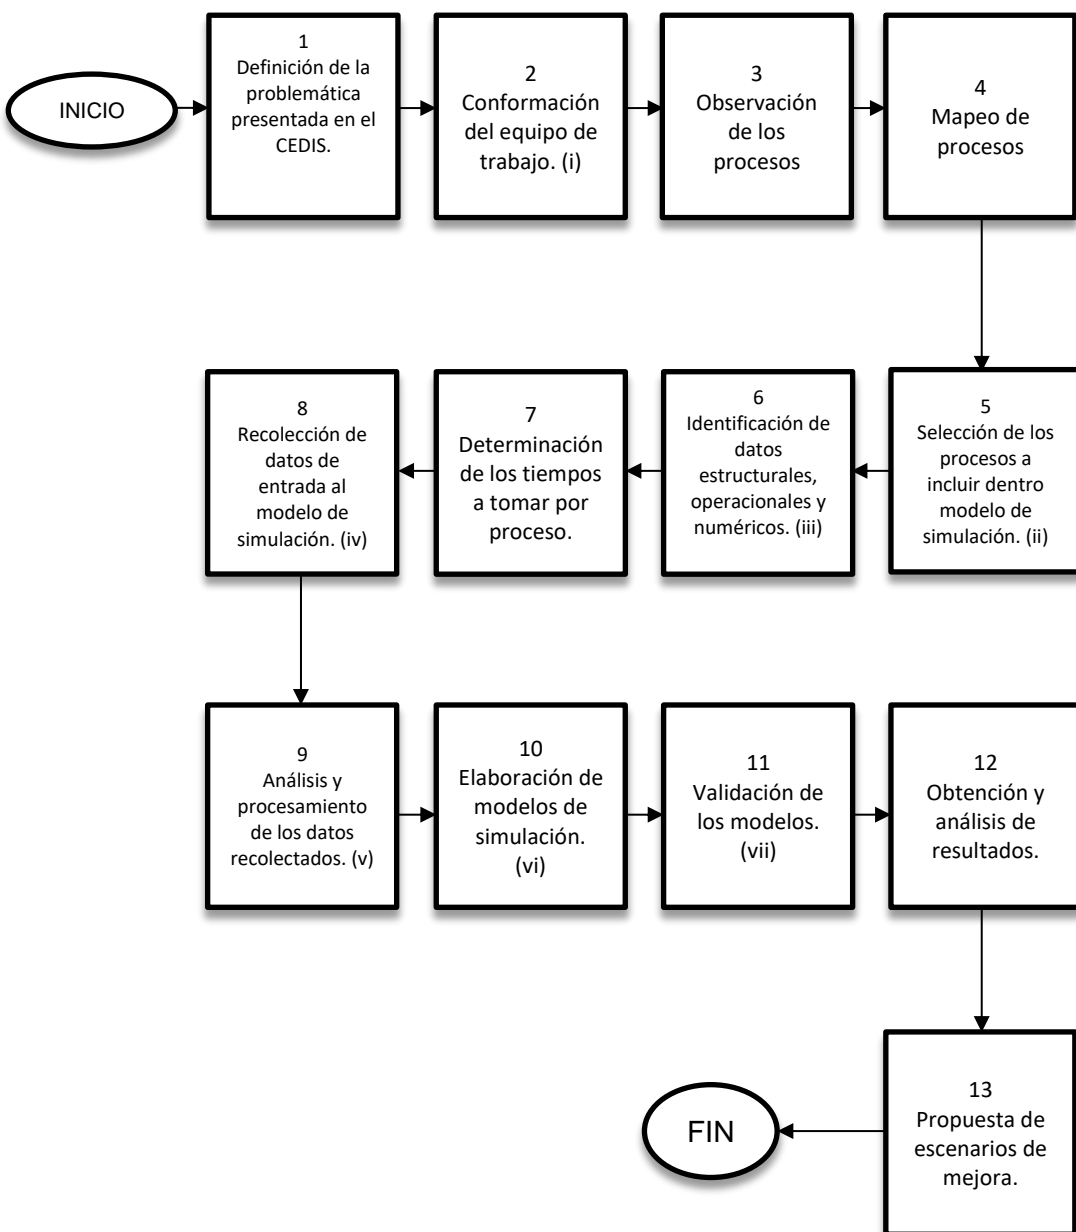 INICIO
1
Definición de la
problemática
presentada en el
CEDIS.
2
Conformación
del equipo de
trabajo. (i)
3
Observación
de los
procesos
4
Mapeo de
procesos
5
Selección de los
procesos a
incluir dentro
modelo de
simulación. (ii)
6
Identificación de
datos
estructurales,
operacionales y
numéricos. (iii)
7
Determinación
de los tiempos
a tomar por
proceso.
8
Recolección de
datos de
entrada al
modelo de
simulación. (iv)
9
Análisis y
procesamiento
de los datos
recolectados. (v)
10
Elaboración de
modelos de
simulación.
(vi)
11
Validación de
los modelos.
(vii)
12
Obtención y
análisis de
resultados.
13
Propuesta de
escenarios de
mejora.
FIN